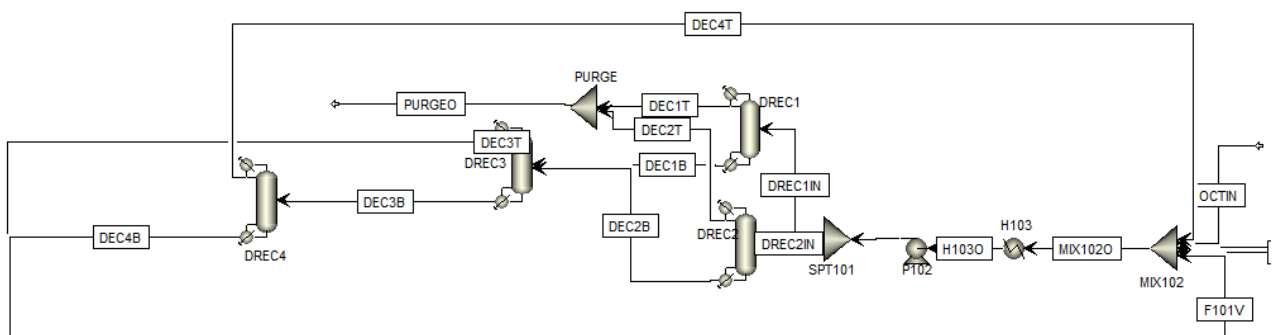 DEC4T
PURGE
PURGEO
DEC1T
DREC1
DEC2T
DEC3T
DREC3
DEC1B
DREC1IN
OCTIN
DEC3B
DEC2B
DREC2
DREC2IN
H103
DEC4B
DREC4
SPT101
P102
H103O
MIX102O
MIX102
F101V